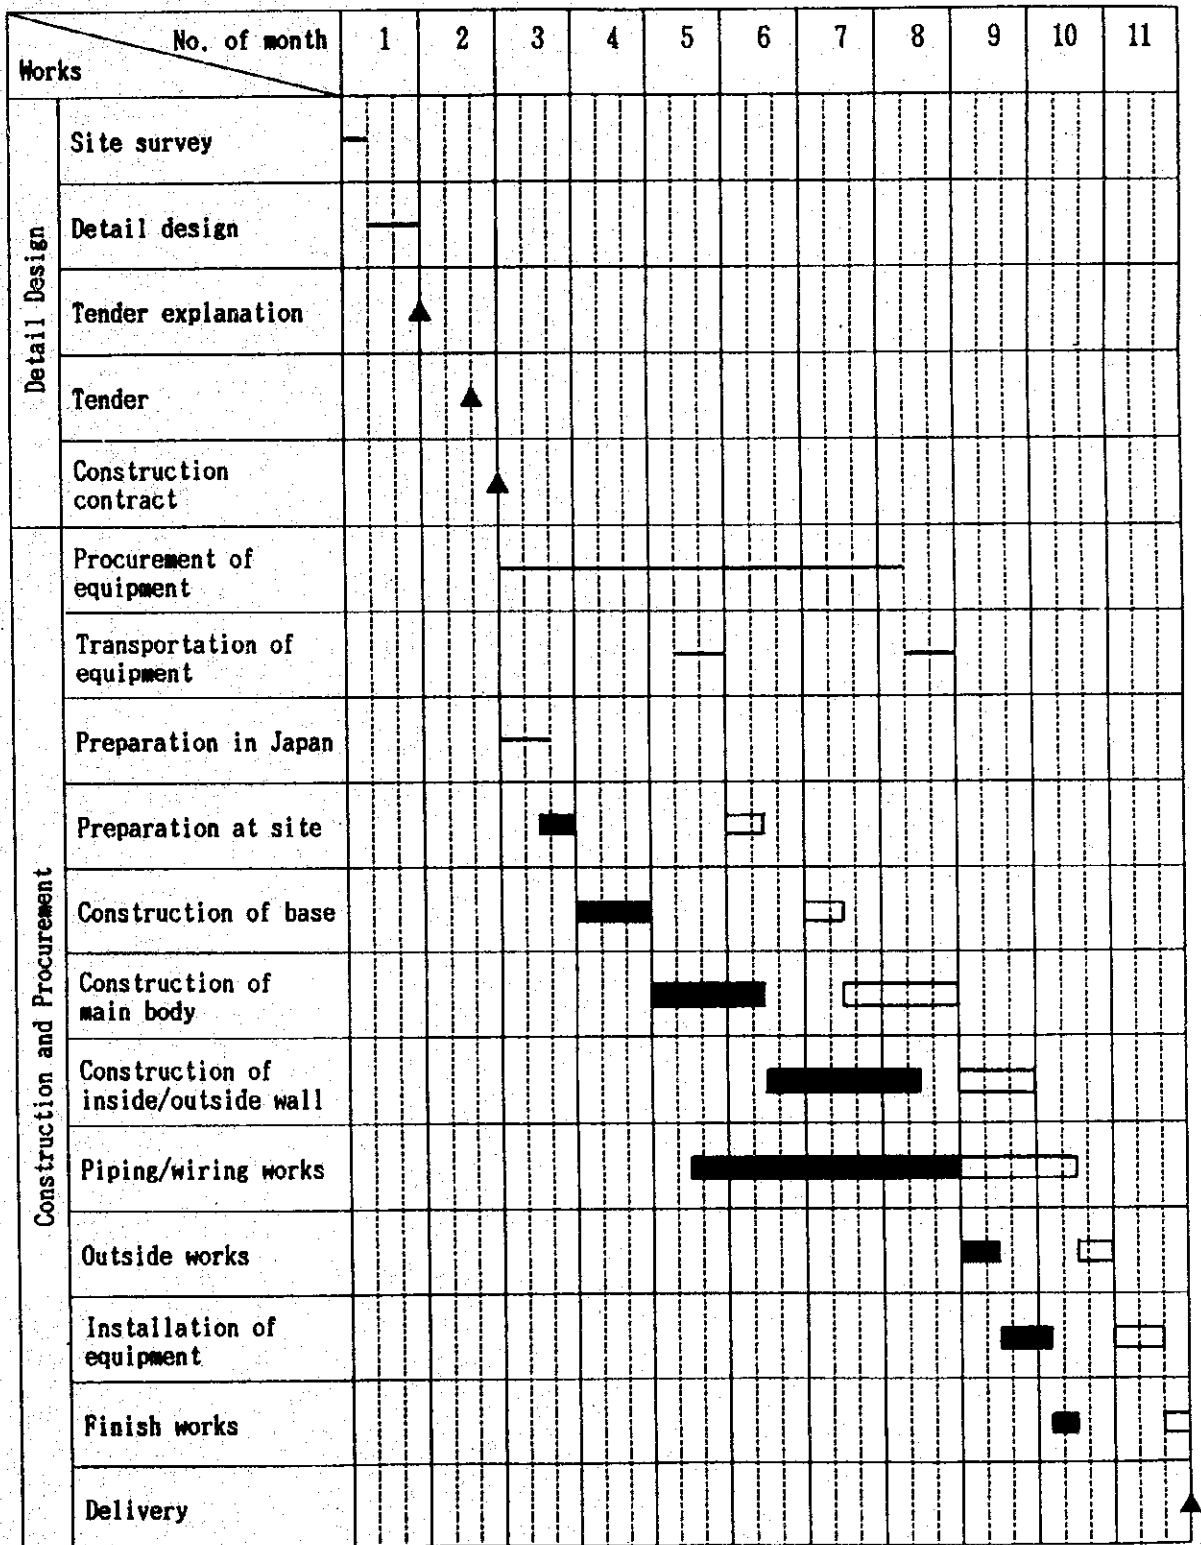 No. of month
Works
1 2 3 4 5 6 7 8 9 10 11
Detail Design
Site survey
Detail design
Tender explanation
Tender
Construction
contract
Construction and Procurement
Procurement of
equipment
Transportation of
equipment
Preparation in Japan
Preparation at site
Construction of base
Construction of
main body
Construction of
inside/outside wall
Piping/wiring works
Outside works
Installation of
equipment
Finish works
Delivery